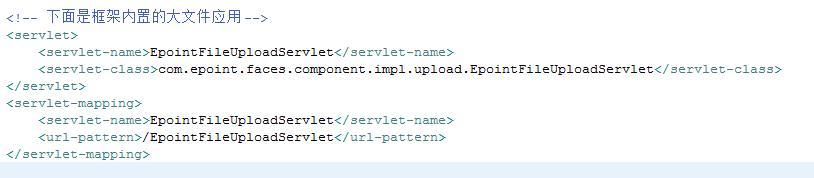 <!-- 下面是框架内置的大文件应用-->
<servlet>
<servlet-name>EpointFileUploadServlet</servlet-name>
<servlet-class>com.epoint.faces.component.impl.upload.EpointFileUploadServlet</servlet-class>
</servlet>
<servlet-mapping>
<servlet-name>EpointFileUploadServlet</servlet-name>
<url-pattern>/EpointFileUploadServlet</url-pattern>
</servlet-mapping>